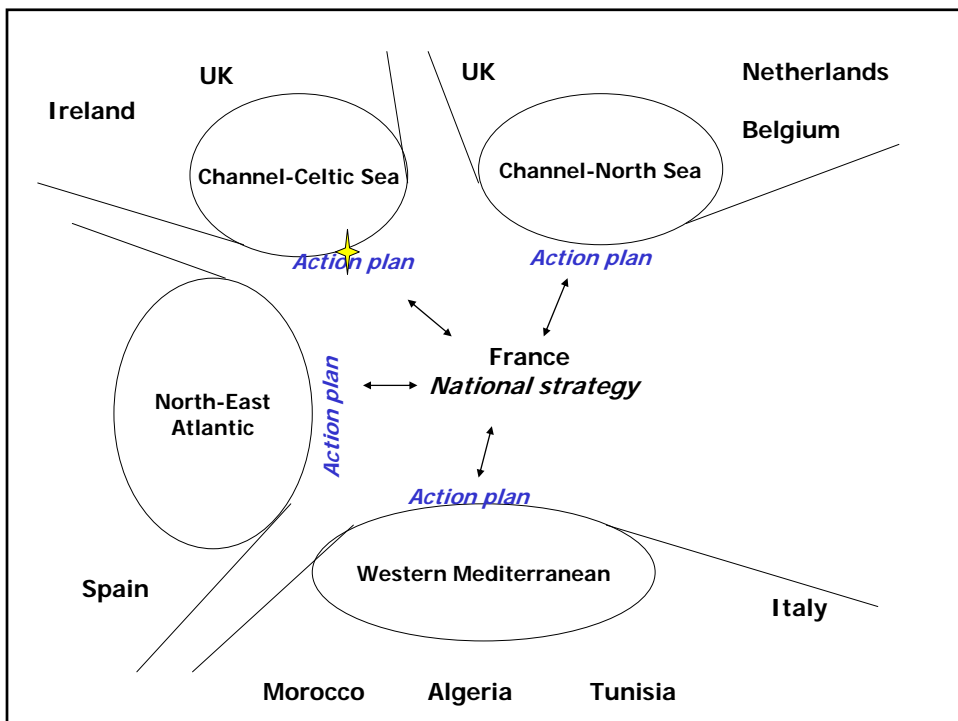 UK
UK
Netherlands
Ireland
Belgium
Channel-Celtic Sea
Channel-North Sea
Action plan
Action plan
France
National strategy
Action plan
North-East
Atlantic
Action plan
Western Mediterranean
Spain
Italy
Morocco
Algeria
Tunisia